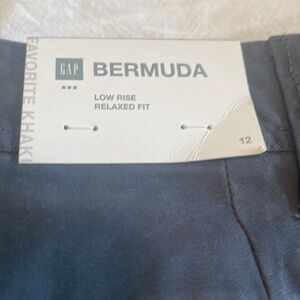 FAVORITE KHAKI
GAP
BERMUDA
LOW RISE
RELAXED FIT
12